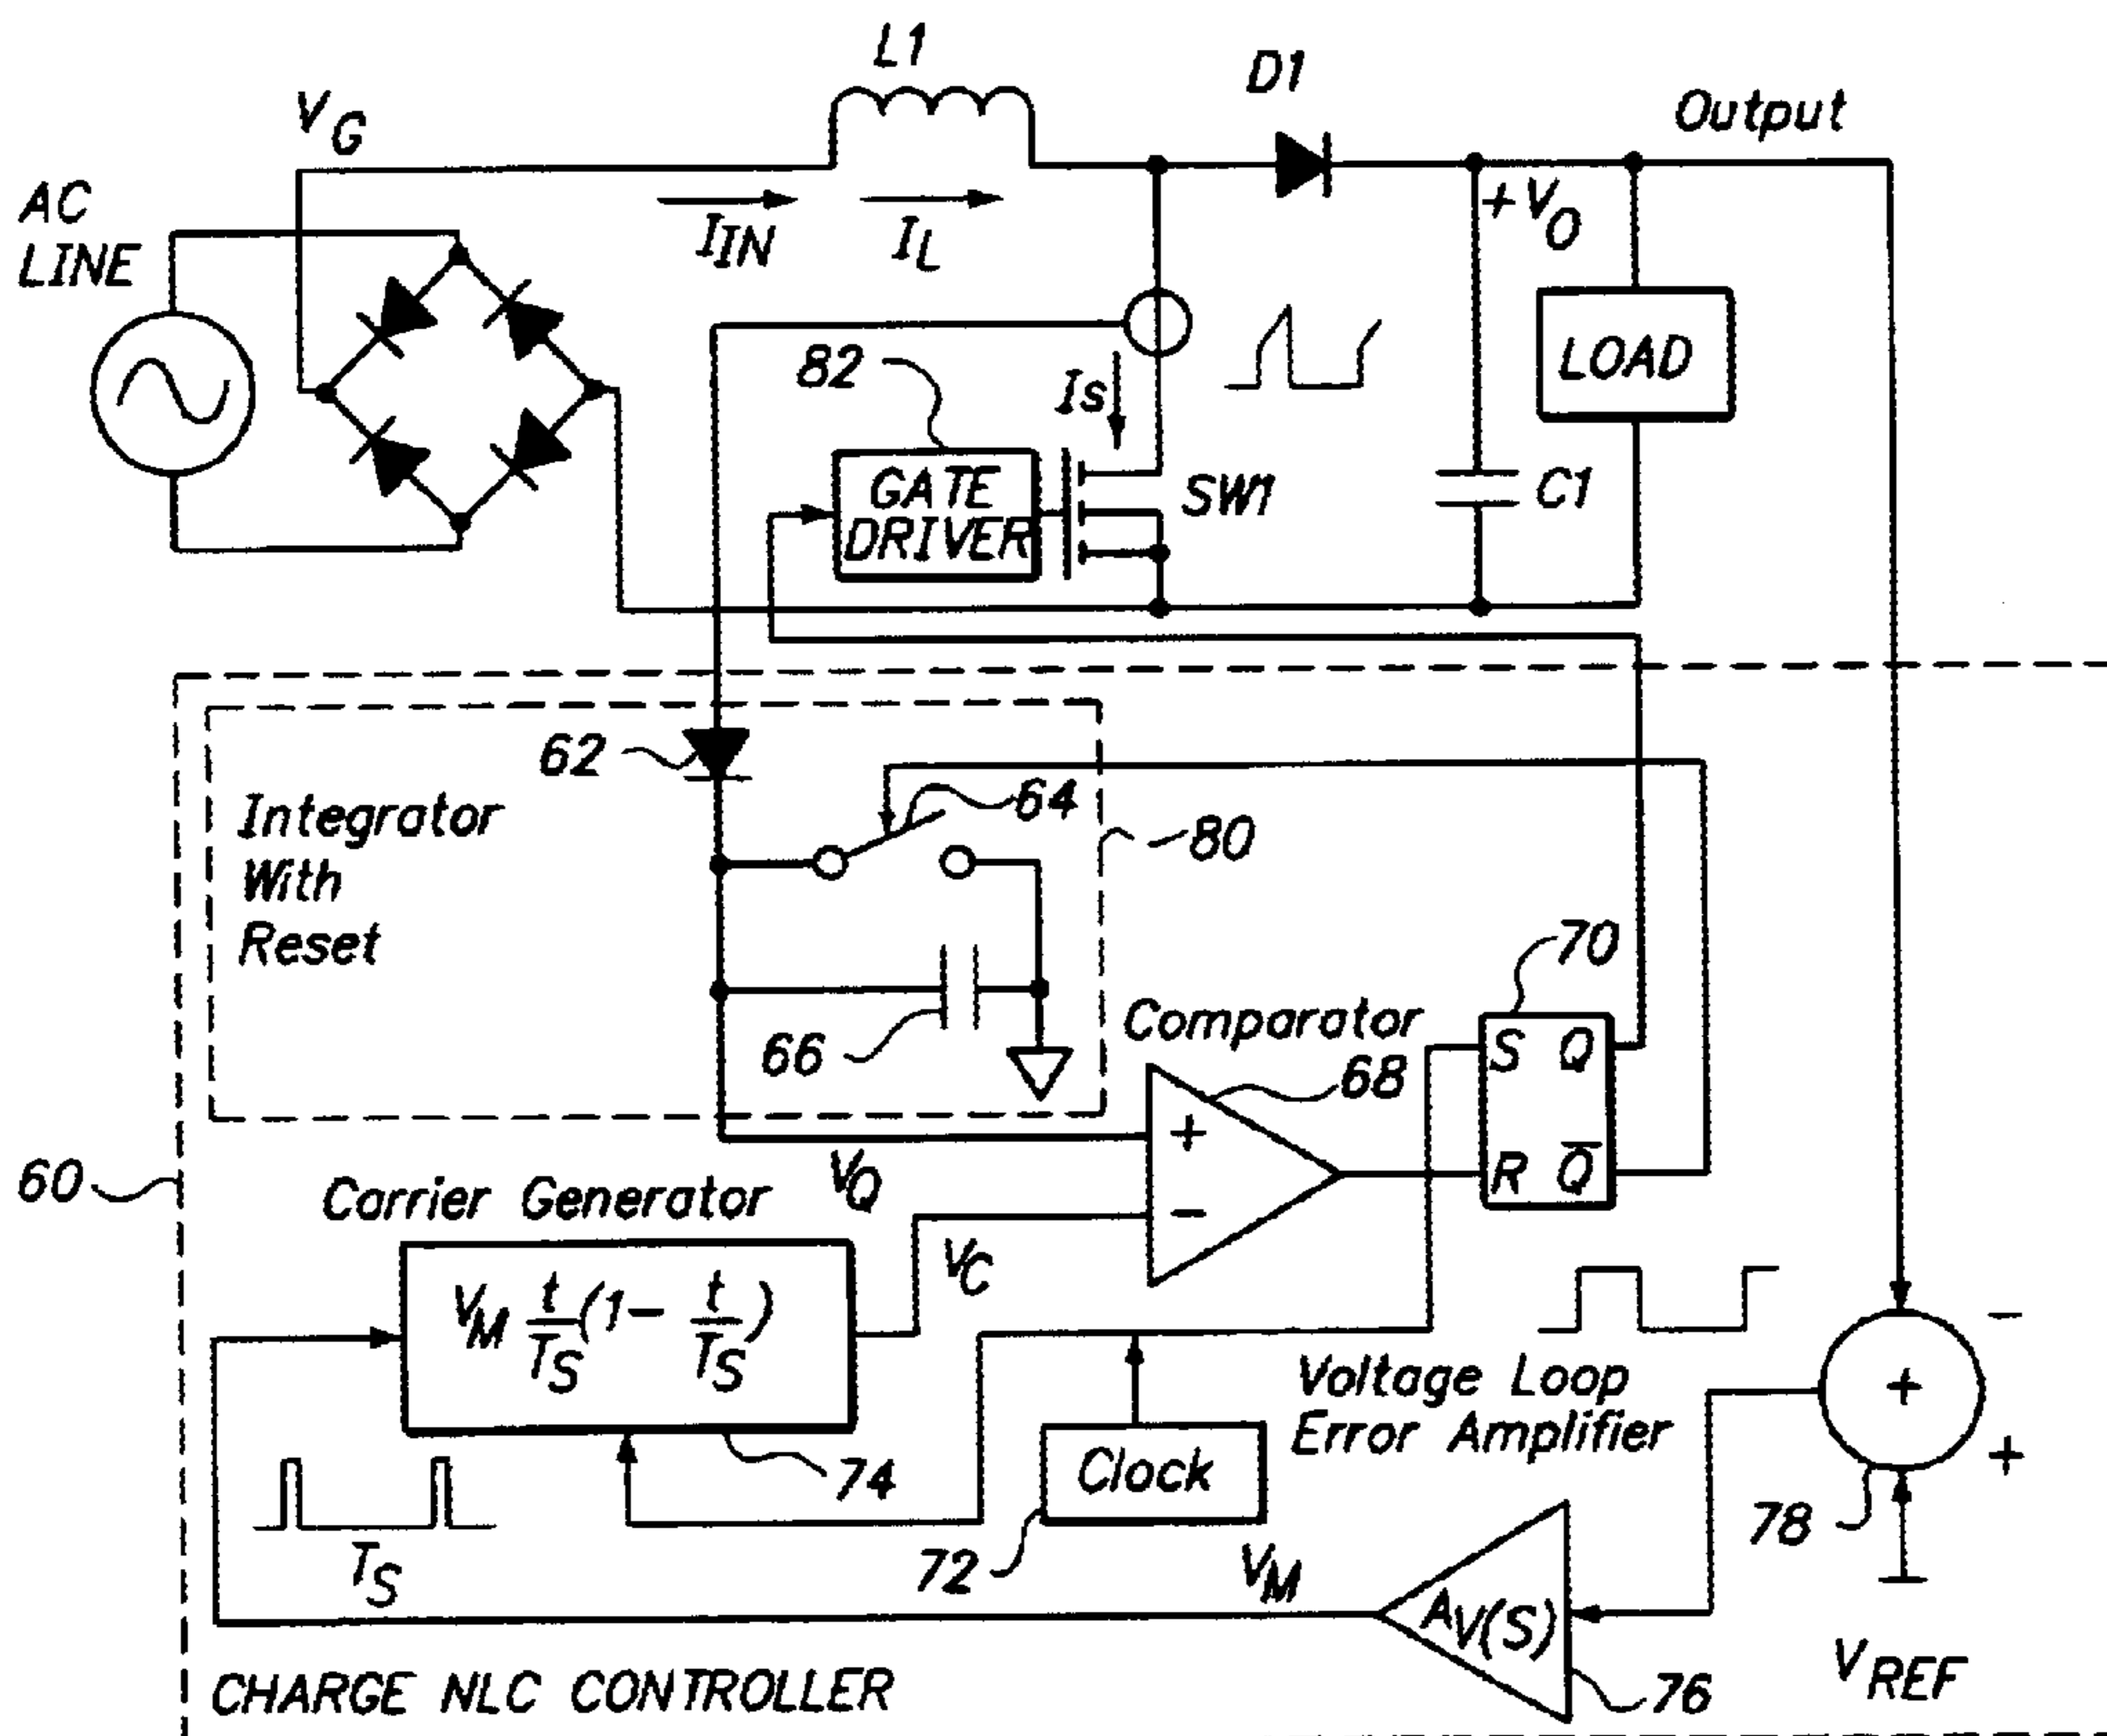 L1
D1
Output
VG
AC
LINE
IIN
IL
+VO
LOAD
82
Is
GATE
DRIVER
SW1
C1
62
64
80
Integrator
With
Reset
70
66
Comparator
68
S Q
R Q̅
+
−
60
VQ
Carrier Generator
VC
VM t/TS (1− t/TS)
−
+
+
Voltage Loop
Error Amplifier
74
Clock
78
TS
72
VM
AV(S)
76
VREF
CHARGE NLC CONTROLLER